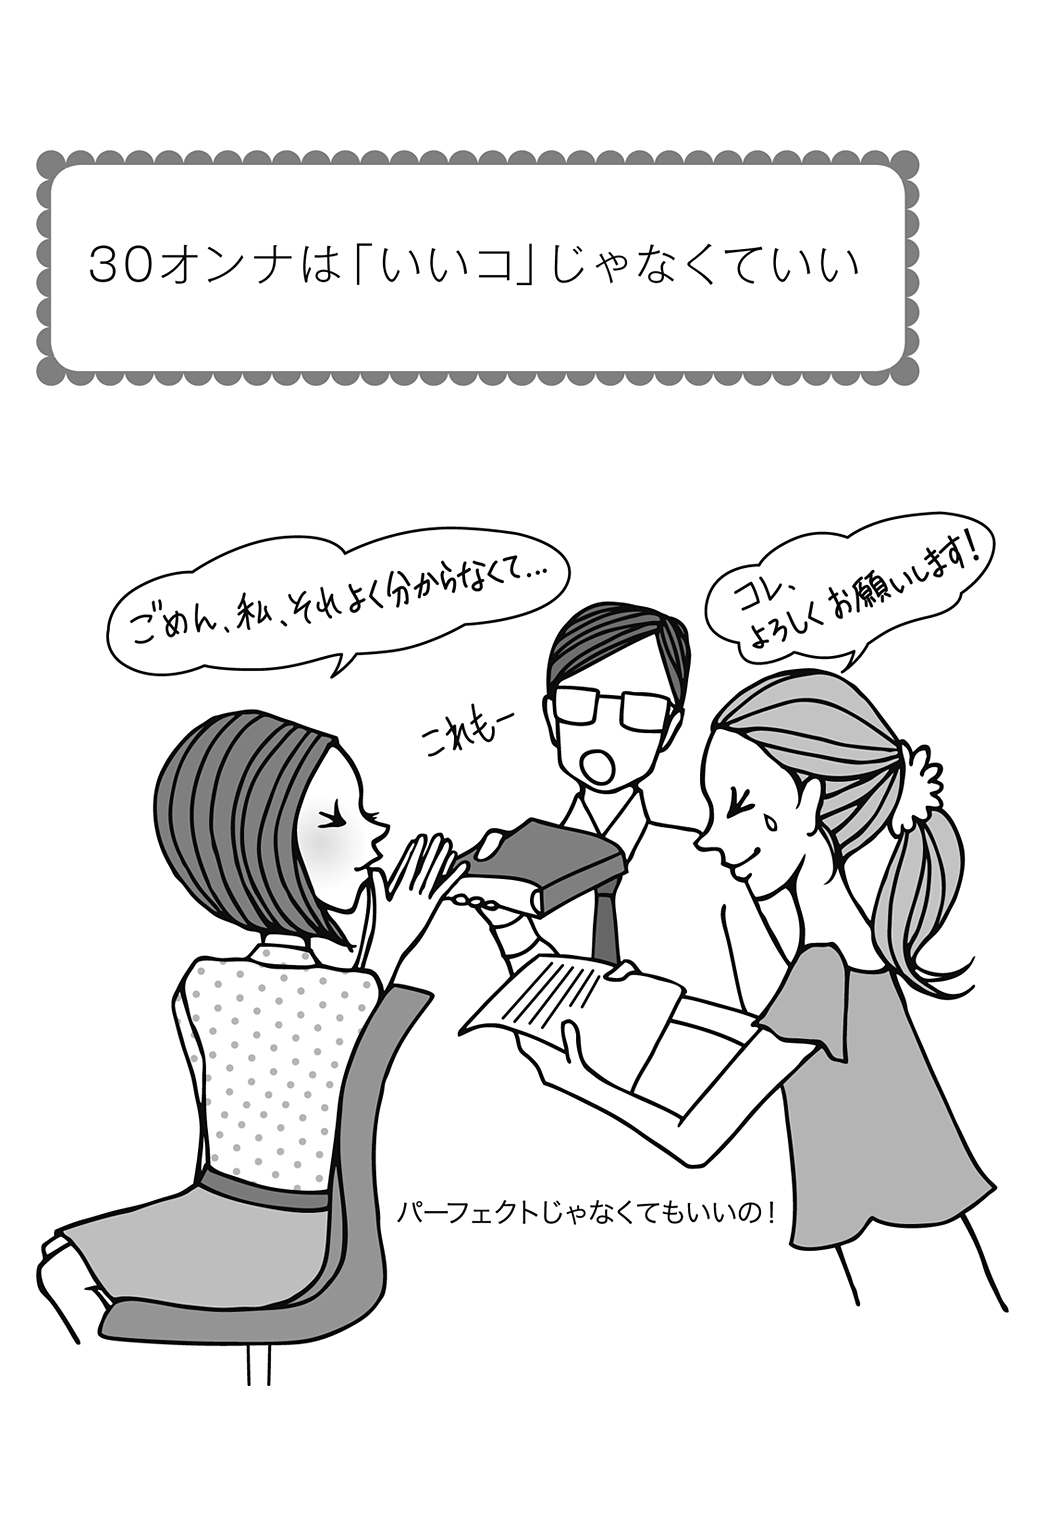 30オンナは「いいコ」じゃなくていい
ごめん、私、それよく分からなくて…
コレ、
よろしくお願いします!
これもー
パーフェクトじゃなくてもいいの!